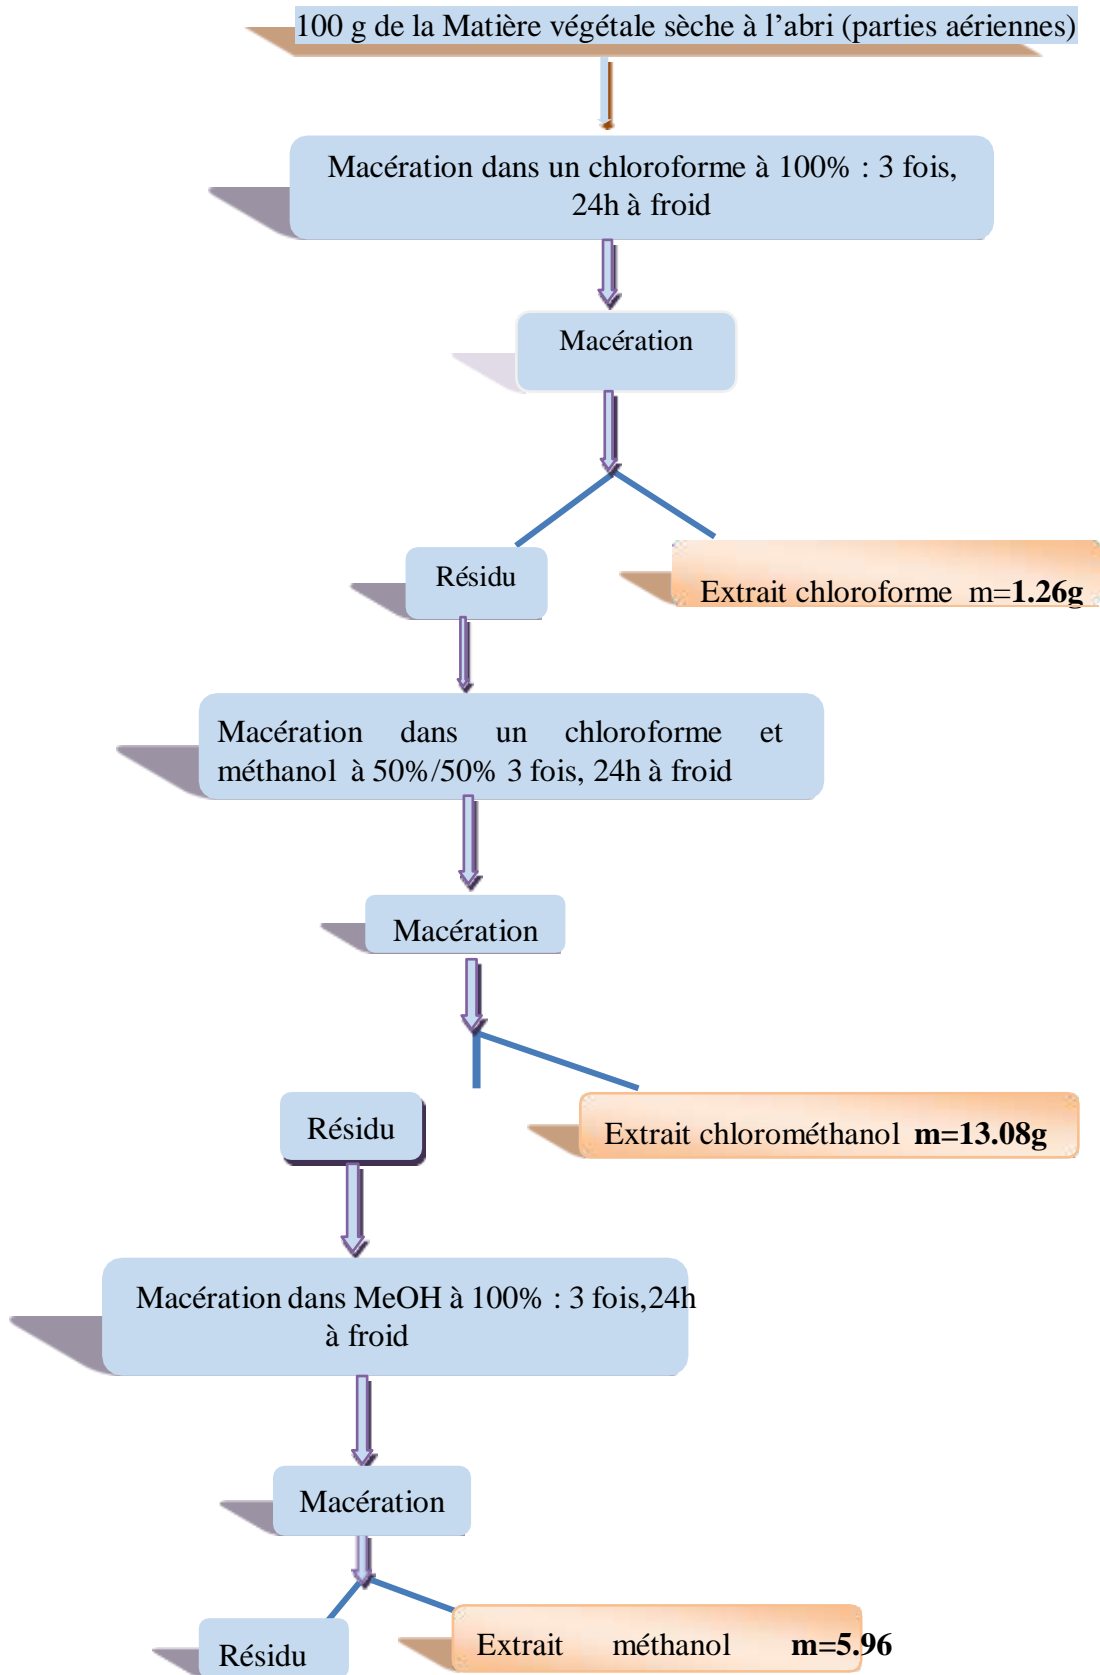 100 g de la Matière végétale sèche à l’abri (parties aériennes)
Macération dans un chloroforme à 100% : 3 fois,
24h à froid
Macération
Résidu
Extrait chloroforme m=1.26g
Macération dans un chloroforme et
méthanol à 50%/50% 3 fois, 24h à froid
Macération
Résidu
Extrait chlorométhanol m=13.08g
Macération dans MeOH à 100% : 3 fois,24h
à froid
Macération
Résidu
Extrait méthanol m=5.96